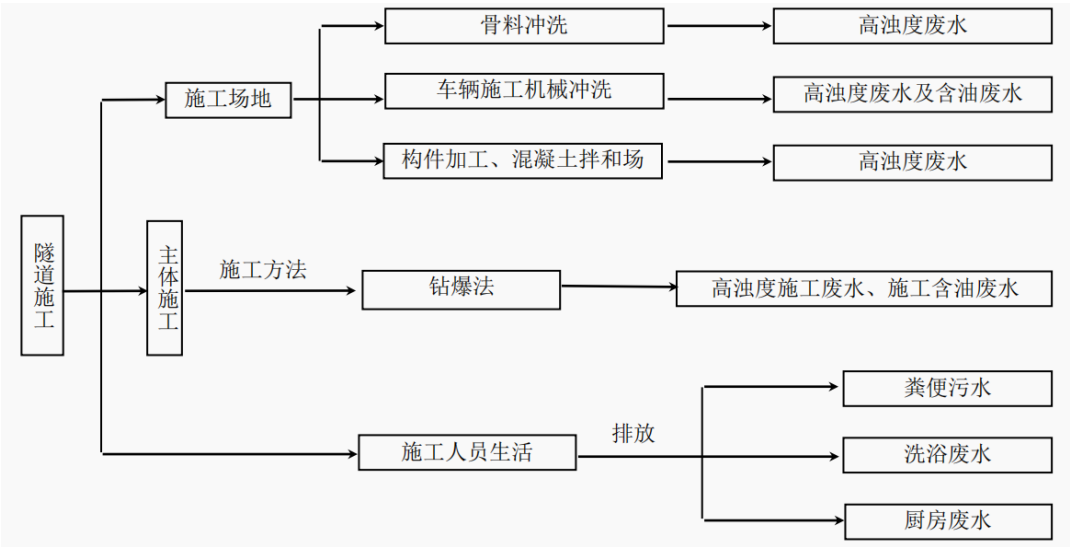 骨料冲洗
高浊度废水
施工场地
车辆施工机械冲洗
高浊度废水及含油废水
构件加工、混凝土拌和场
高浊度废水
隧道施工
主体施工
施工方法
钻爆法
高浊度施工废水、施工含油废水
施工人员生活
排放
粪便污水
洗浴废水
厨房废水